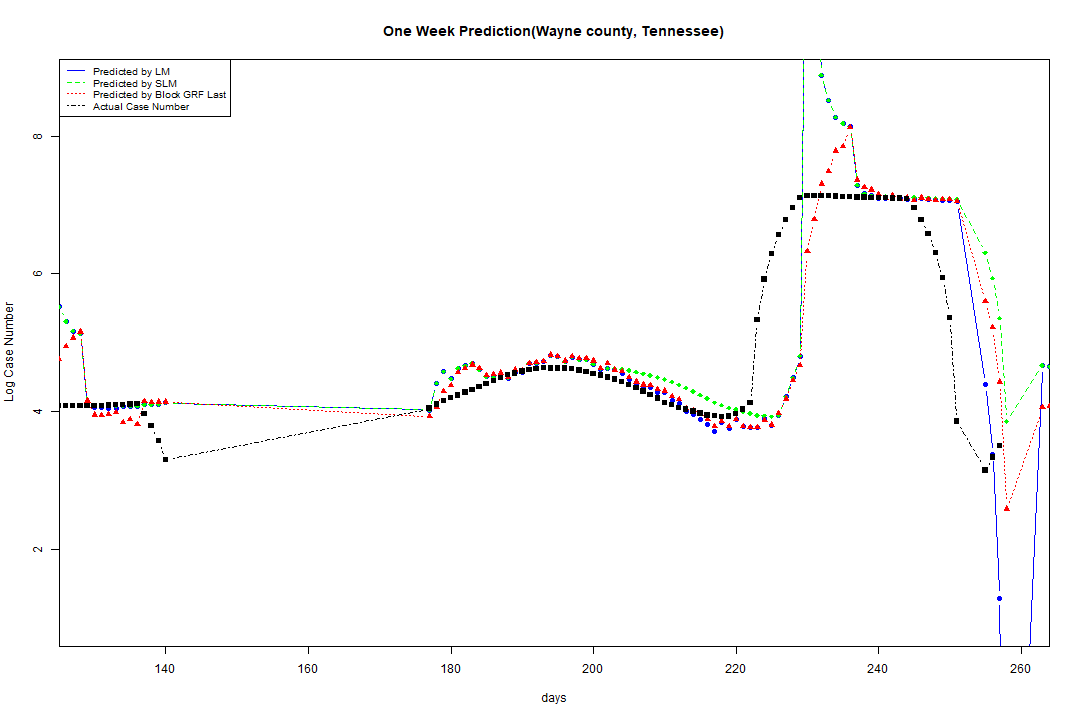 One Week Prediction(Wayne county, Tennessee)
Predicted by LM
Predicted by SLM
Predicted by Block GRF Last
Actual Case Number
8
6
4
2
Log Case Number
140 160 180 200 220 240 260
days